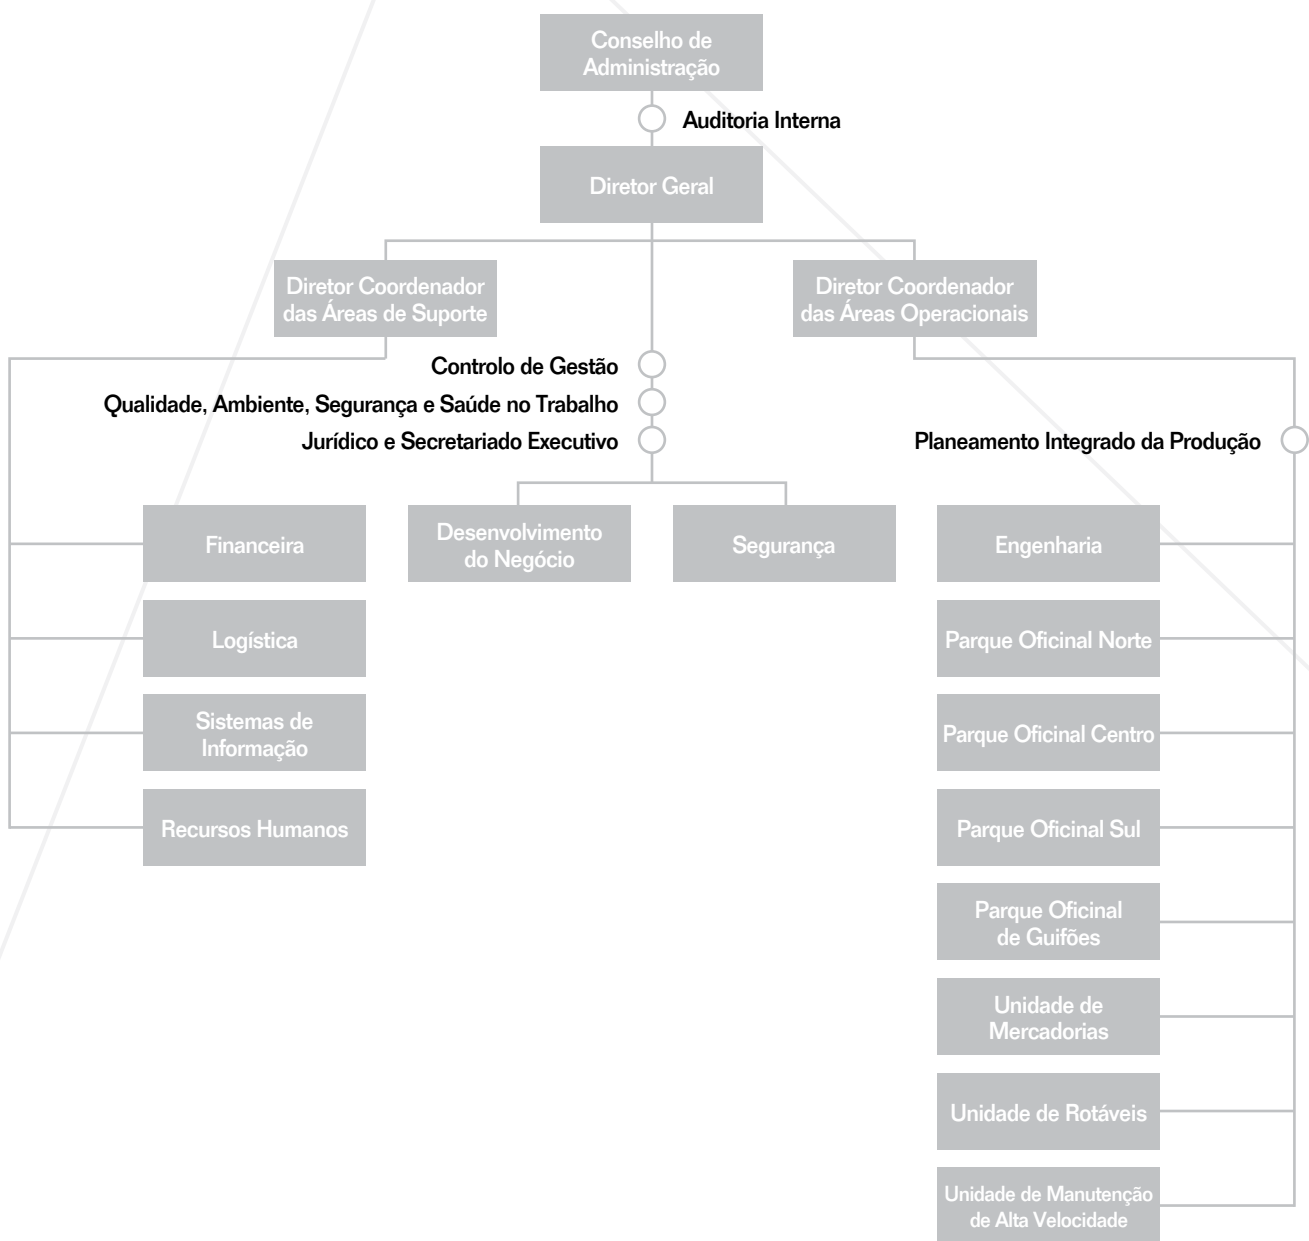 Conselho de
Administração
Auditoria Interna
Diretor Geral
Diretor Coordenador
das Áreas de Suporte
Diretor Coordenador
das Áreas Operacionais
Controlo de Gestão
Qualidade, Ambiente, Segurança e Saúde no Trabalho
Jurídico e Secretariado Executivo
Planeamento Integrado da Produção
Financeira
Desenvolvimento
do Negócio
Segurança
Engenharia
Logística
Parque Oficinal Norte
Sistemas de
Informação
Parque Oficinal Centro
Recursos Humanos
Parque Oficinal Sul
Parque Oficinal
de Guifões
Unidade de
Mercadorias
Unidade de Rotáveis
Unidade de Manutenção
de Alta Velocidade